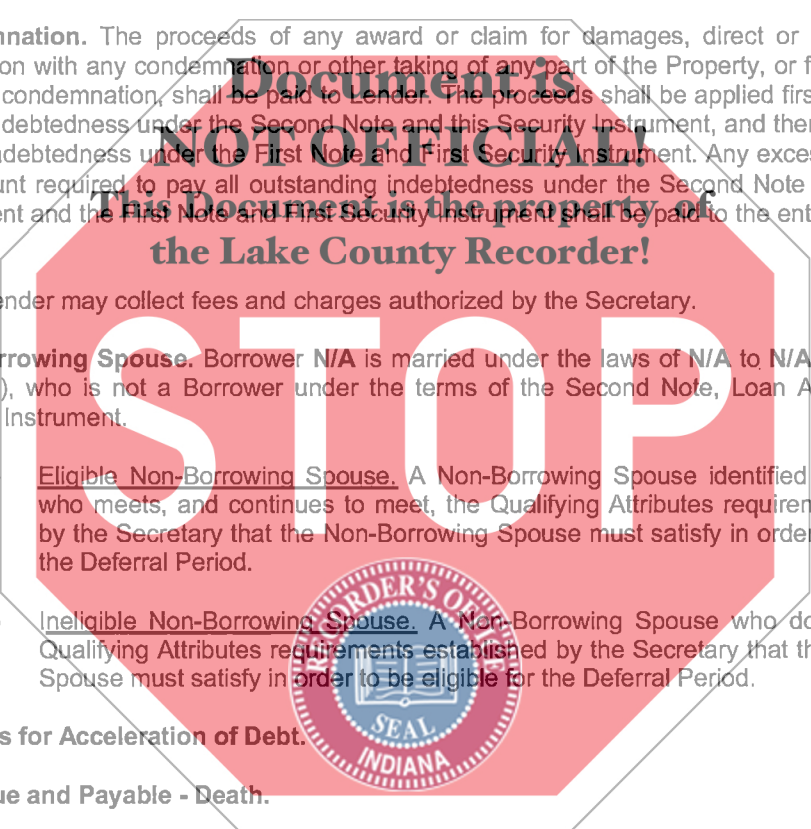 nnation. The proceeds of any award or claim for damages, direct or
on with any condemnation or other taking of any part of the Property, or f
condemnation, shall be paid to Lender. The proceeds shall be applied firs
debtedness under the Second Note and this Security Instrument, and the
ndebtedness under the First Note and First Security Instrument. Any exce
unt required to pay all outstanding indebtedness under the Second Note
ent and the First Note and First Security Instrument shall be paid to the ent
Document is
NOT OFFICIAL!
This Document is the property of
the Lake County Recorder!
ender may collect fees and charges authorized by the Secretary.
rrowing Spouse. Borrower N/A is married under the laws of N/A to N/A
), who is not a Borrower under the terms of the Second Note, Loan A
Instrument.
STOP
Eligible Non-Borrowing Spouse. A Non-Borrowing Spouse identified
who meets, and continues to meet, the Qualifying Attributes requiren
by the Secretary that the Non-Borrowing Spouse must satisfy in order
the Deferral Period.
Ineligible Non-Borrowing Spouse. A Non-Borrowing Spouse who do
Qualifying Attributes requirements established by the Secretary that th
Spouse must satisfy in order to be eligible for the Deferral Period.
RECORDER'S OFFICE
SEAL
INDIANA
s for Acceleration of Debt.
ue and Payable - Death.